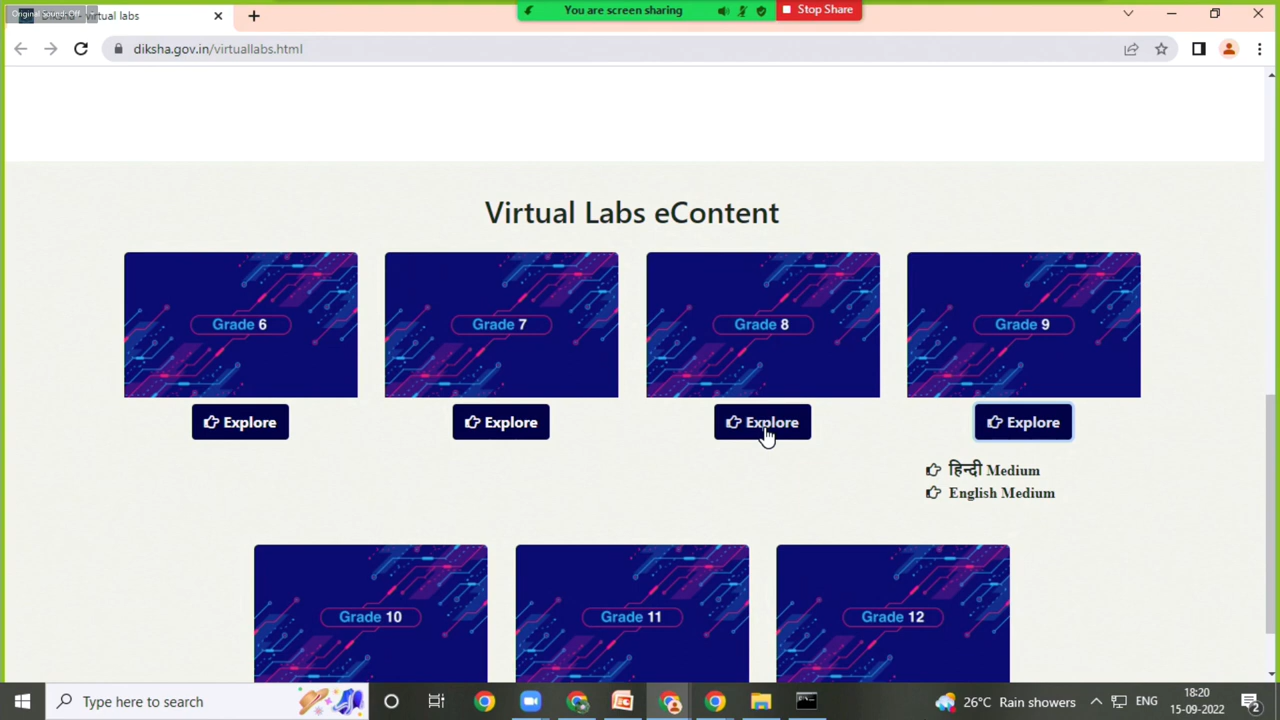 Original Sound: Off
Virtual labs
You are screen sharing
Stop Share
diksha.gov.in/virtuallabs.html
Virtual Labs eContent
Grade 6
Grade 7
Grade 8
Grade 9
Explore
Explore
Explore
Explore
हिन्दी Medium
English Medium
Grade 10
Grade 11
Grade 12
Type here to search
26°C Rain showers
ENG
18:20
15-09-2022
2